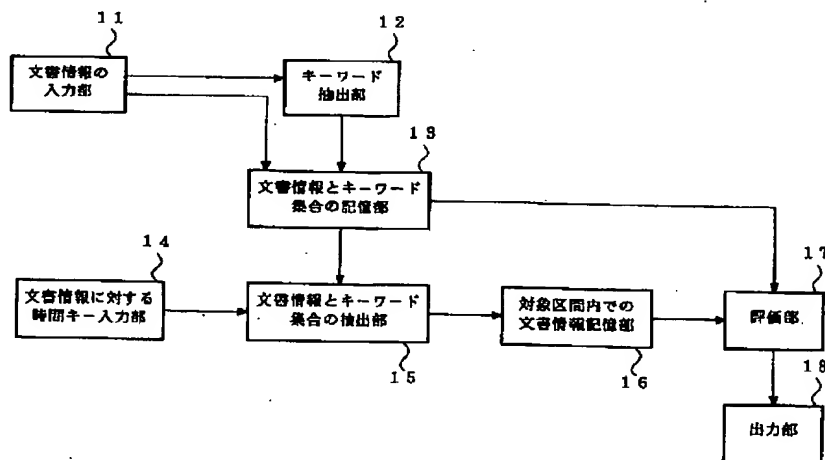 11
文書情報の
入力部
12
キーワード
抽出部
13
文書情報とキーワード
集合の記憶部
14
文書情報に対する
時間キー入力部
文書情報とキーワード
集合の抽出部
15
対象区間内での
文書情報記憶部
16
17
評価部
18
出力部